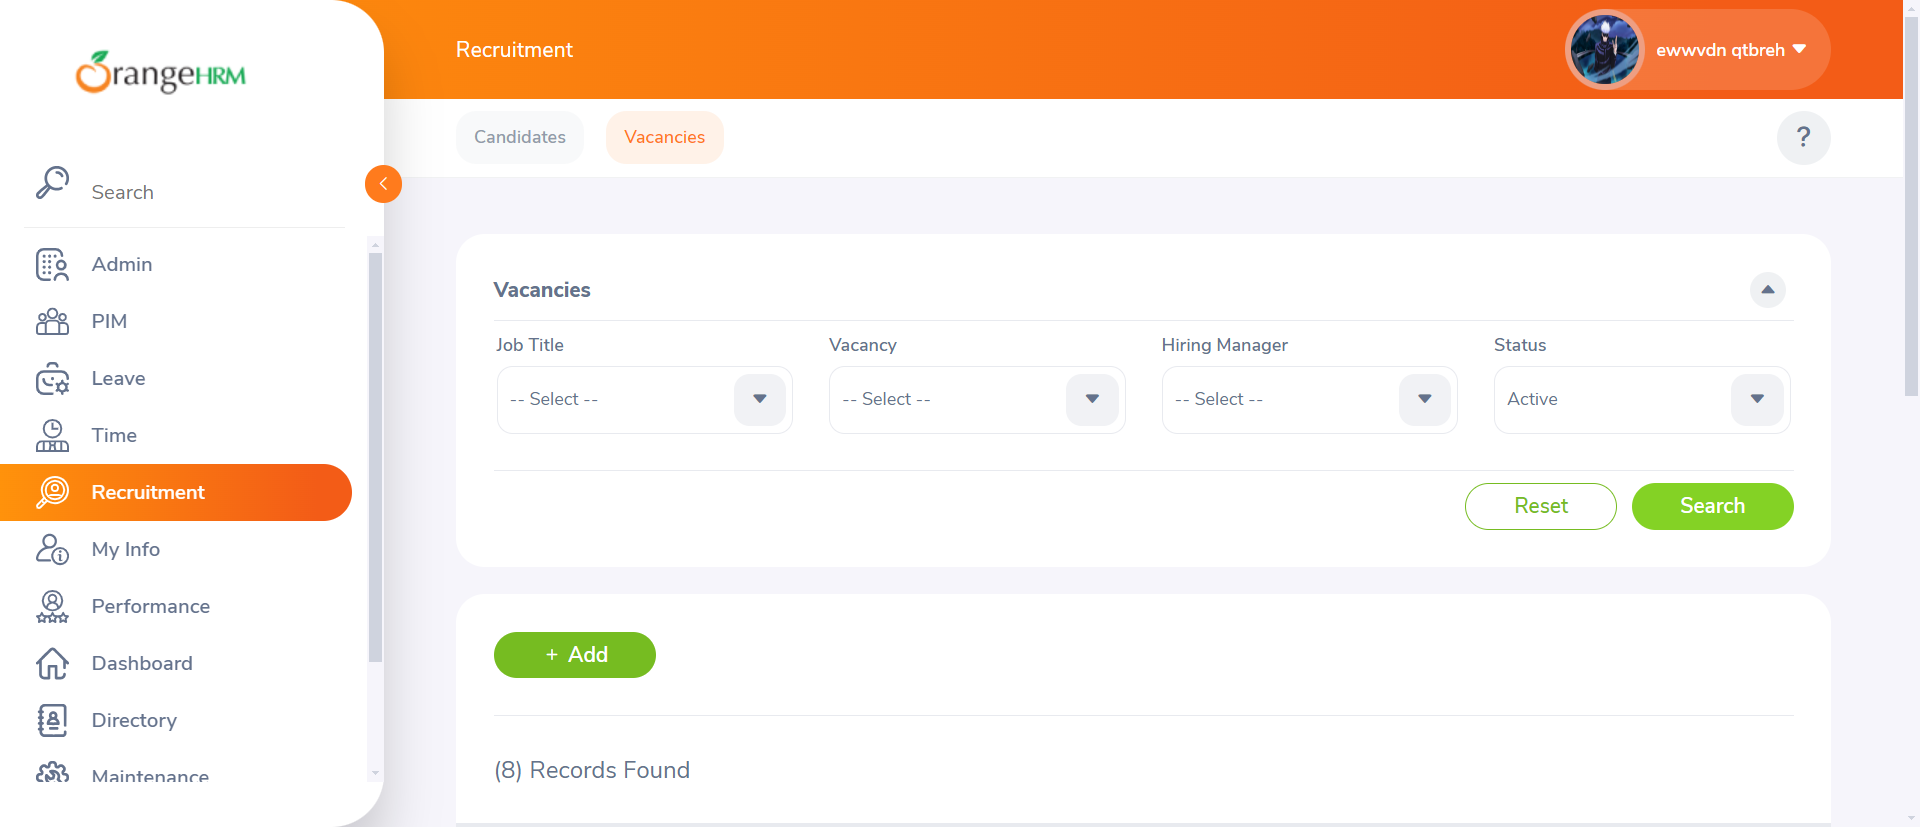 OrangeHRM
Recruitment
ewwvdn qtbreh
Candidates
Vacancies
?
Search
Admin
PIM
Leave
Time
Recruitment
My Info
Performance
Dashboard
Directory
Maintenance
Vacancies
Job Title
Vacancy
Hiring Manager
Status
-- Select --
-- Select --
-- Select --
Active
Reset
Search
+ Add
(8) Records Found